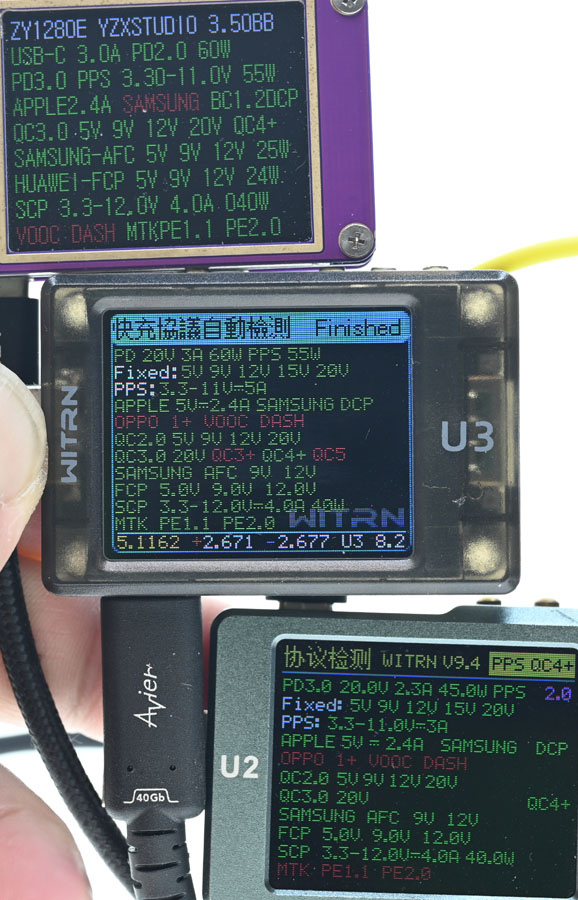 ZY1280E YZXSTUDIO 3.50BB
USB-C 3.0A PD2.0 60W
PD3.0 PPS 3.30-11.0V 55W
APPLE2.4A SAMSUNG BC1.2DCP
QC3.0 5V 9V 12V 20V QC4+
SAMSUNG-AFC 5V 9V 12V 25W
HUAWEI-FCP 5V 9V 12V 24W
SCP 3.3-12.0V 4.0A 040W
VOOC DASH MTKPE1.1 PE2.0
WITRN
快充協議自動檢測 Finished
PD 20V 3A 60W PPS 55W
Fixed:5V 9V 12V 15V 20V
PPS:3.3-11V=5A
APPLE 5V=2.4A SAMSUNG DCP
OPPO 1+ VOOC DASH
QC2.0 5V 9V 12V 20V
QC3.0 20V QC3+ QC4+ QC5
SAMSUNG AFC 9V 12V
FCP 5.0V 9.0V 12.0V
SCP 3.3-12.0V=4.0A 40W
MTK PE1.1 PE2.0 WITRN
5.1162 +2.671 -2.677 U3 8.2
U3
Avier
40Gb
U2
协议检测 WITRN V9.4 PPS QC4+
PD3.0 20.0V 2.3A 45.0W PPS 2.0
Fixed:5V 9V 12V 15V 20V
PPS:3.3-11.0V=3A
APPLE 5V=2.4A SAMSUNG DCP
OPPO 1+ VOOC DASH
QC2.0 5V 9V 12V 20V
QC3.0 20V QC4+
SAMSUNG AFC 9V 12V
FCP 5.0V 9.0V 12.0V
SCP 3.3-12.0V=4.0A 40.0W
MTK PE1.1 PE2.0